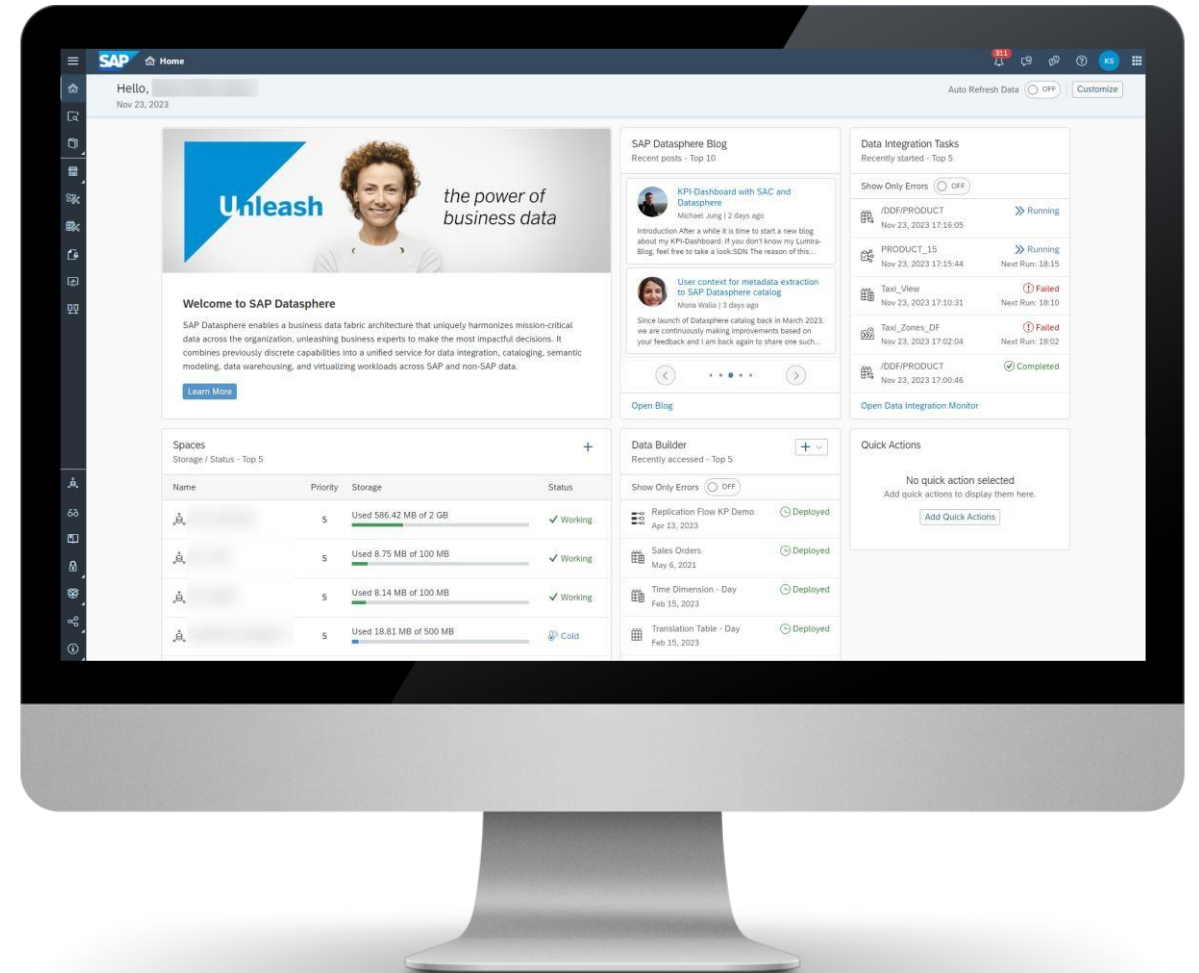 SAP
Home
311
KS
Hello,
Nov 23, 2023
Auto Refresh Data
OFF
Customize
Unleash
the power of
business data
Welcome to SAP Datasphere
SAP Datasphere enables a business data fabric architecture that uniquely harmonizes mission-critical
data across the organization, unleashing business experts to make the most impactful decisions. It
combines previously discrete capabilities into a unified service for data integration, cataloging, semantic
modeling, data warehousing, and virtualizing workloads across SAP and non-SAP data.
Learn More
SAP Datasphere Blog
Recent posts - Top 10
KPI-Dashboard with SAC and
Datasphere
Michael Jung | 2 days ago
Introduction After a while it is time to start a new blog
about my KPI-Dashboard. If you don't know my Lumira-
Blog, feel free to take a look:SDN The reason of this...
User context for metadata extraction
to SAP Datasphere catalog
Mona Walia | 3 days ago
Since launch of Datasphere catalog back in March 2023,
we are continuously making improvements based on
your feedback and I am back again to share one such...
Open Blog
Data Integration Tasks
Recently started - Top 5
Show Only Errors OFF
/DDF/PRODUCT Running
Nov 23, 2023 17:16:05
PRODUCT_15 Running
Nov 23, 2023 17:15:44 Next Run: 18:15
Taxi_View Failed
Nov 23, 2023 17:10:31 Next Run: 18:10
Taxi_Zones_DF Failed
Nov 23, 2023 17:02:04 Next Run: 18:02
/DDF/PRODUCT Completed
Nov 23, 2023 17:00:46
Open Data Integration Monitor
Spaces
Storage / Status - Top 5
Name Priority Storage Status
5 Used 586.42 MB of 2 GB Working
5 Used 8.75 MB of 100 MB Working
5 Used 8.14 MB of 100 MB Working
5 Used 18.81 MB of 500 MB Cold
Data Builder
Recently accessed - Top 5
Show Only Errors OFF
Replication Flow KP Demo Deployed
Apr 13, 2023
Sales Orders Deployed
May 6, 2021
Time Dimension - Day Deployed
Feb 15, 2023
Translation Table - Day Deployed
Feb 15, 2023
Quick Actions
No quick action selected
Add quick actions to display them here.
Add Quick Actions